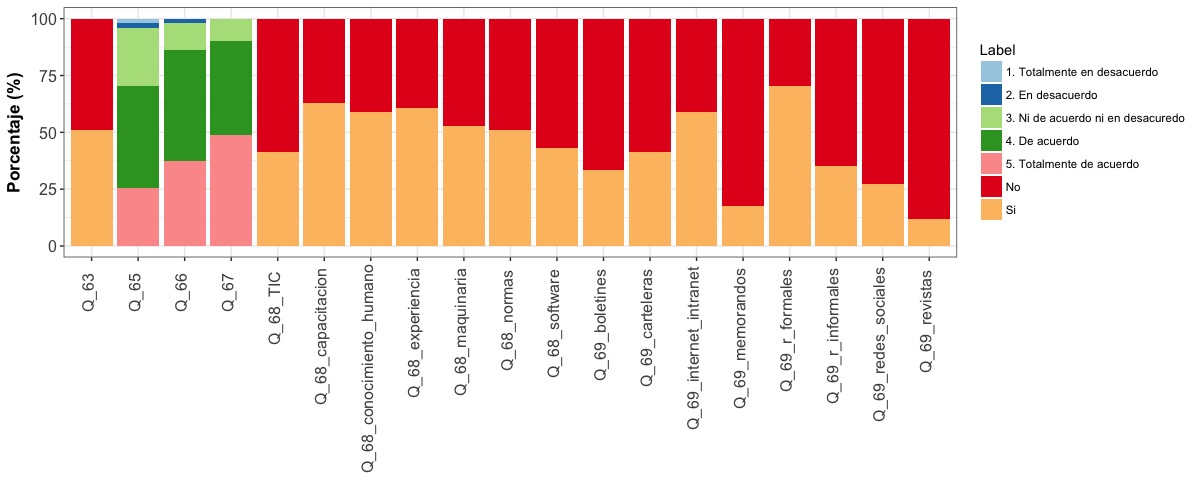 Porcentaje (%)
100
75
50
25
0
Q_63
Q_65
Q_66
Q_67
Q_68_TIC
Q_68_capacitacion
Q_68_conocimiento_humano
Q_68_experiencia
Q_68_maquinaria
Q_68_normas
Q_68_software
Q_69_boletines
Q_69_carteleras
Q_69_internet_intranet
Q_69_memorandos
Q_69_r_formales
Q_69_r_informales
Q_69_redes_sociales
Q_69_revistas
Label
1. Totalmente en desacuerdo
2. En desacuerdo
3. Ni de acuerdo ni en desacuredo
4. De acuerdo
5. Totalmente de acuerdo
No
Si